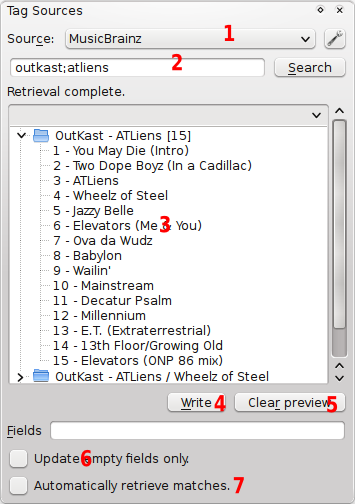 Tag Sources
Source: MusicBrainz 1
outkast;atliens 2 Search
Retrieval complete.
OutKast - ATLiens [15]
1 - You May Die (Intro)
2 - Two Dope Boyz (In a Cadillac)
3 - ATLiens
4 - Wheelz of Steel
5 - Jazzy Belle
6 - Elevators (Me & You) 3
7 - Ova da Wudz
8 - Babylon
9 - Wailin'
10 - Mainstream
11 - Decatur Psalm
12 - Millennium
13 - E.T. (Extraterrestrial)
14 - 13th Floor/Growing Old
15 - Elevators (ONP 86 mix)
OutKast - ATLiens / Wheelz of Steel
Write 4 Clear preview 5
Fields
Update empty fields only. 6
Automatically retrieve matches. 7